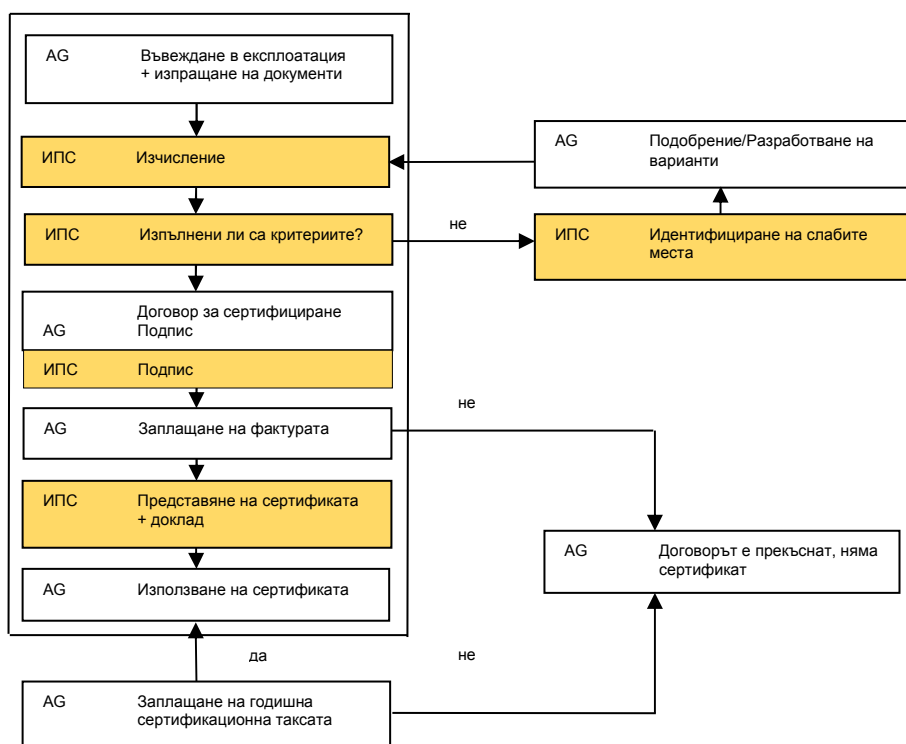 AG Въвеждане в експлоатация
+ изпращане на документи
ИПС Изчисление
AG Подобрение/Разработване на
варианти
ИПС Изпълнени ли са критериите?
не
ИПС Идентифициране на слабите
места
Договор за сертифициране
AG Подпис
ИПС Подпис
AG Заплащане на фактурата
не
ИПС Представяне на сертификата
+ доклад
AG Договорът е прекъснат, няма
сертификат
AG Използване на сертификата
да
не
AG Заплащане на годишна
сертификационна таксата